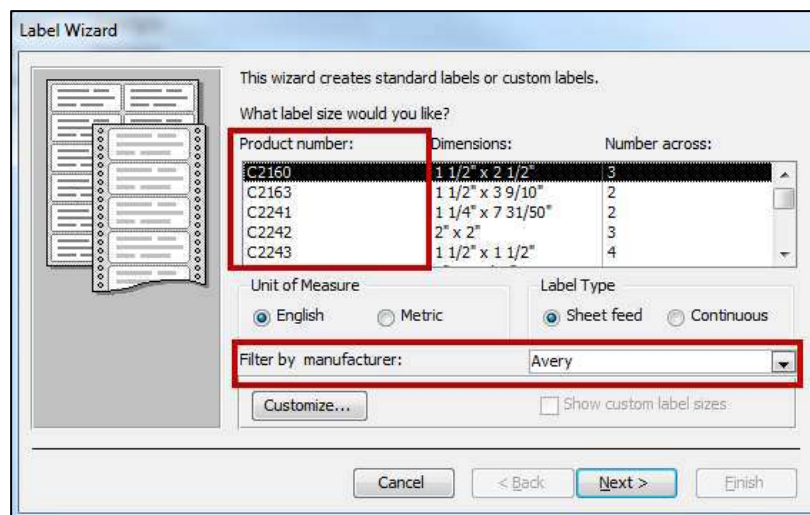 Label Wizard
This wizard creates standard labels or custom labels.
What label size would you like?
Product number: Dimensions: Number across:
C2160 1 1/2" x 2 1/2" 3
C2163 1 1/2" x 3 9/10" 2
C2241 1 1/4" x 7 31/50" 2
C2242 2" x 2" 3
C2243 1 1/2" x 1 1/2" 4
Unit of Measure Label Type
English Metric Sheet feed Continuous
Filter by manufacturer: Avery
Customize... Show custom label sizes
Cancel < Back Next > Finish